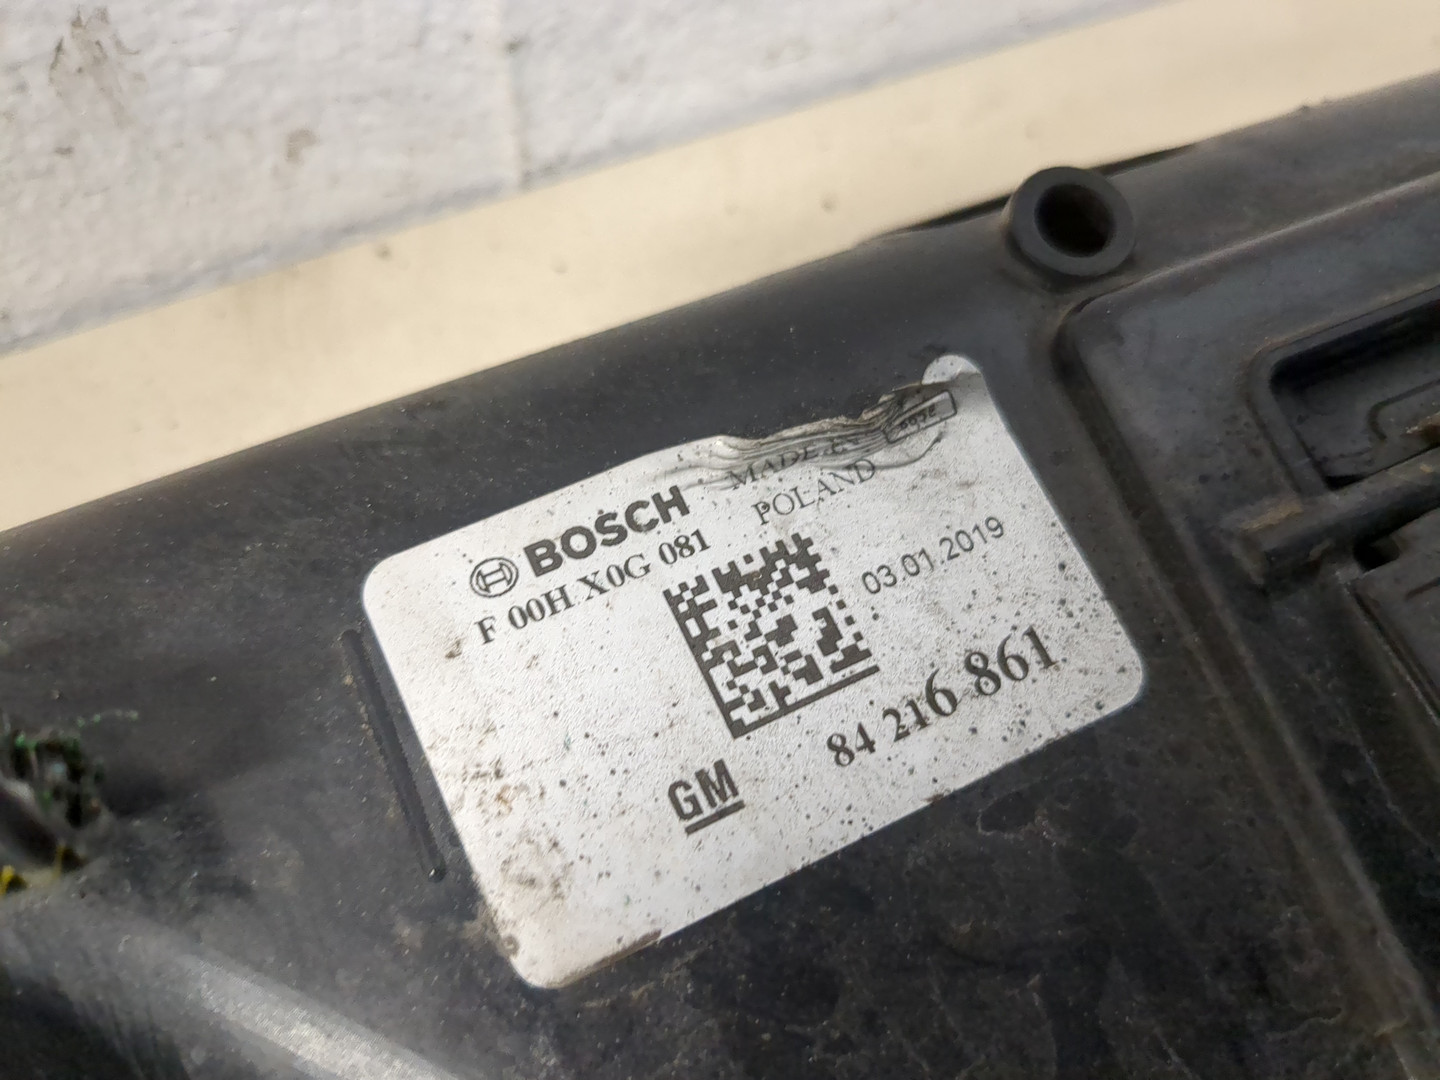 BOSCH
F 00H X0G 081
MADE IN
POLAND
03.01.2019
84 216 861
GM